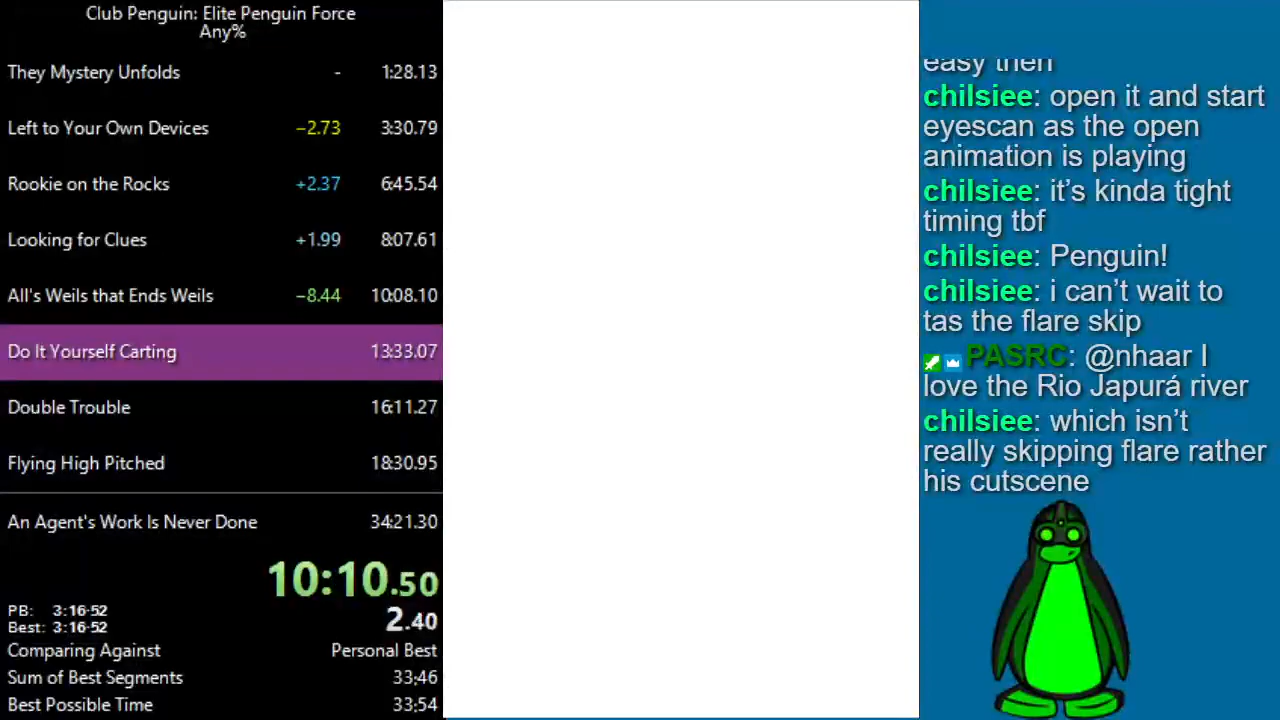 Club Penguin: Elite Penguin Force
Any%
They Mystery Unfolds - 1:28.13
Left to Your Own Devices −2.73 3:30.79
Rookie on the Rocks +2.37 6:45.54
Looking for Clues +1.99 8:07.61
All's Weils that Ends Weils −8.44 10:08.10
Do It Yourself Carting 13:33.07
Double Trouble 16:11.27
Flying High Pitched 18:30.95
An Agent's Work Is Never Done 34:21.30
10:10.50
PB: 3:16.52 2.40
Best: 3:16.52
Comparing Against Personal Best
Sum of Best Segments 33:46
Best Possible Time 33:54
easy then
chilsiee: open it and start
eyescan as the open
animation is playing
chilsiee: it’s kinda tight
timing tbf
chilsiee: Penguin!
chilsiee: i can’t wait to
tas the flare skip
PASRC: @nhaar I
love the Rio Japurá river
chilsiee: which isn’t
really skipping flare rather
his cutscene